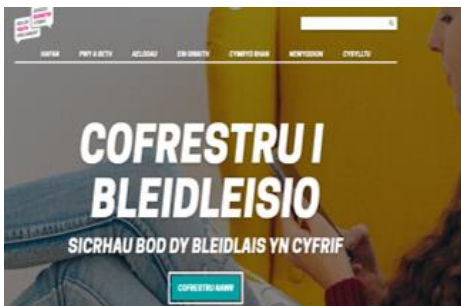 HAFAN PWY A BETH AELODAU EIN GWAITH CYMRYD RHAN NEWYDDION CYSYLLTU
COFRESTRU I
BLEIDLEISIO
SICRHAU BOD DY BLEIDLAIS YN CYFRIF
COFRESTRU NAWR